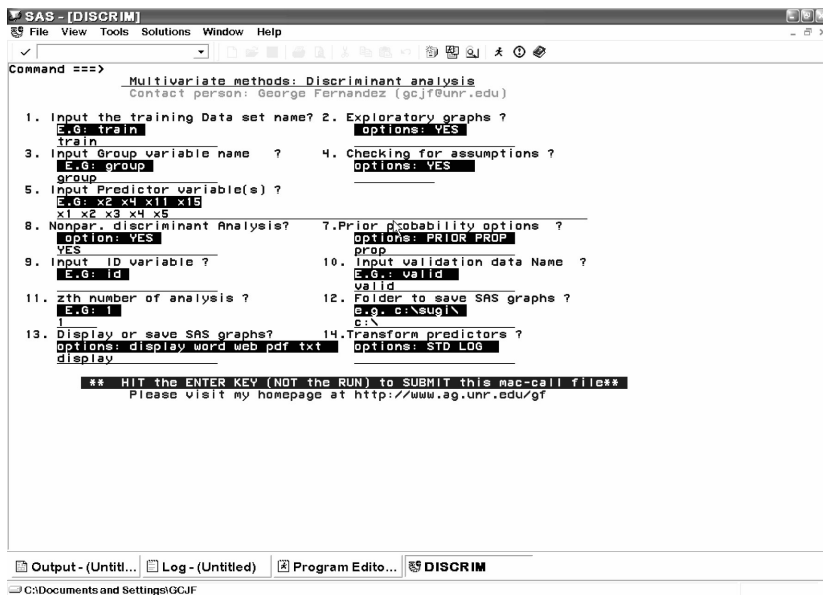 SAS - [DISCRIM]
File View Tools Solutions Window Help
Command ===>
Multivariate methods: Discriminant analysis
Contact person: George Fernandez (gcjf@unr.edu)
1. Input the training Data set name? 2. Exploratory graphs ?
E.G: train options: YES
train
3. Input Group variable name ? 4. Checking for assumptions ?
E.G: group options: YES
group
5. Input Predictor variable(s) ?
E.G: x2 x4 x11 x15
x1 x2 x3 x4 x5
8. Nonpar. discriminant Analysis? 7.Prior probability options ?
option: YES options: PRIOR PROP
YES prop
9. Input ID variable ? 10. Input validation data Name ?
E.G: id E.G.: valid
valid
11. zth number of analysis ? 12. Folder to save SAS graphs ?
E.G: 1 e.g. c:\sugi\
1 c:\
13. Display or save SAS graphs? 14.Transform predictors ?
options: display word web pdf txt options: STD LOG
display
** HIT the ENTER KEY (NOT the RUN) to SUBMIT this mac-call file**
Please visit my homepage at http://www.ag.unr.edu/gf
Output - (Untitl... Log - (Untitled) Program Edito... DISCRIM
C:\Documents and Settings\GCJF